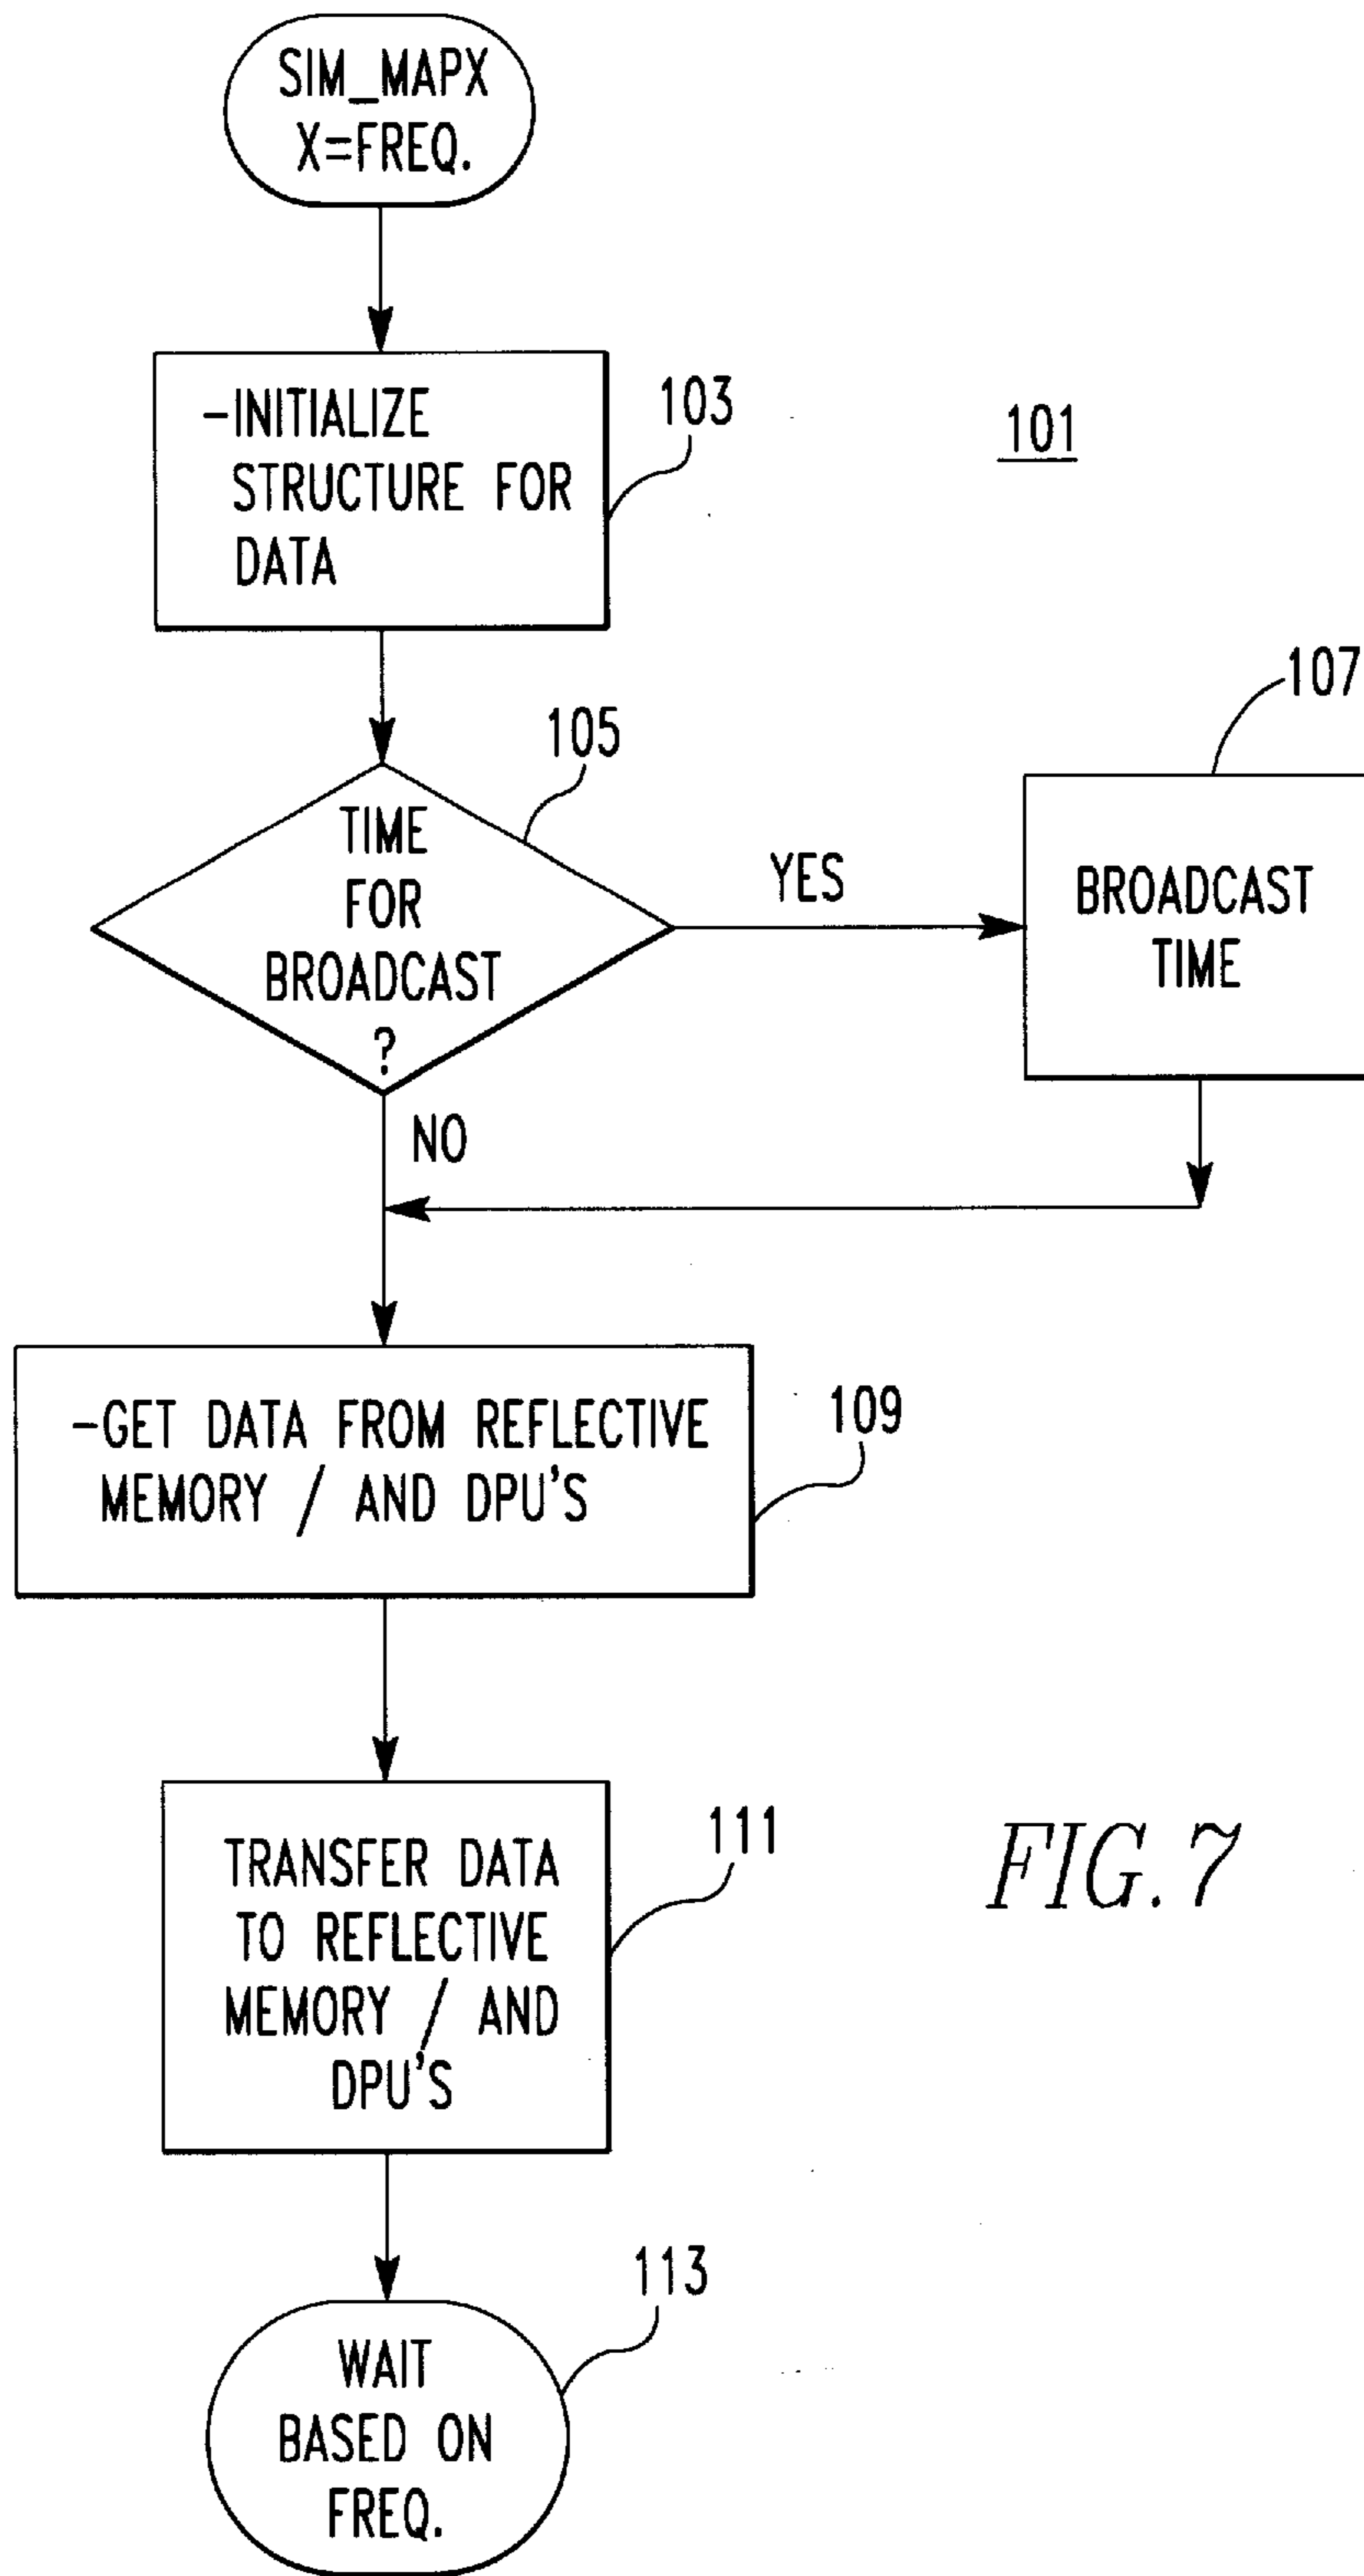 SIM_MAPX
X=FREQ.
-INITIALIZE
STRUCTURE FOR
DATA
103
101
TIME
FOR
BROADCAST
?
105
YES
107
BROADCAST
TIME
NO
-GET DATA FROM REFLECTIVE
MEMORY / AND DPU'S
109
TRANSFER DATA
TO REFLECTIVE
MEMORY / AND
DPU'S
111
FIG. 7
WAIT
BASED ON
FREQ.
113